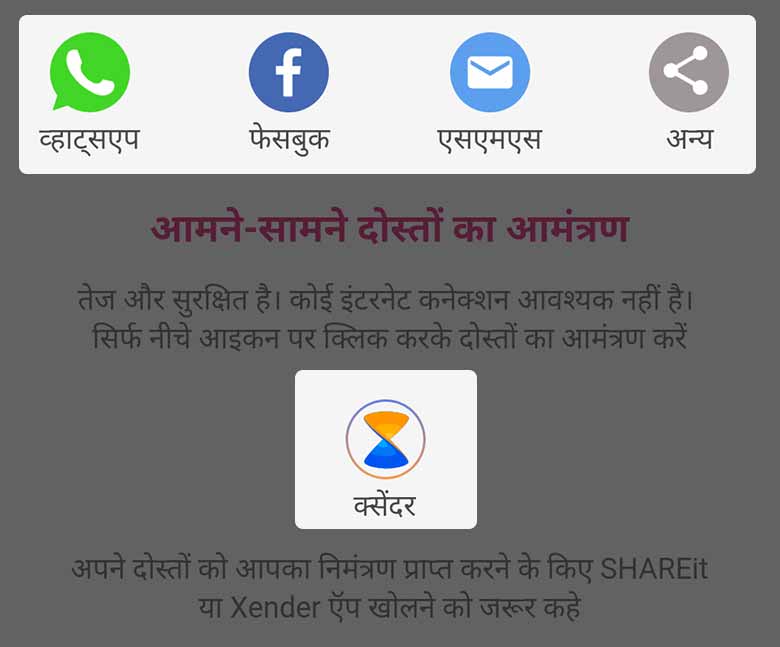 व्हाट्सएप फेसबुक एसएमएस अन्य
आमने-सामने दोस्तों का आमंत्रण
तेज और सुरक्षित है। कोई इंटरनेट कनेक्शन आवश्यक नहीं है।
सिर्फ नीचे आइकन पर क्लिक करके दोस्तों का आमंत्रण करें
क्सेंदर
अपने दोस्तों को आपका निमंत्रण प्राप्त करने के किए SHAREit
या Xender ऍप खोलने को जरूर कहे